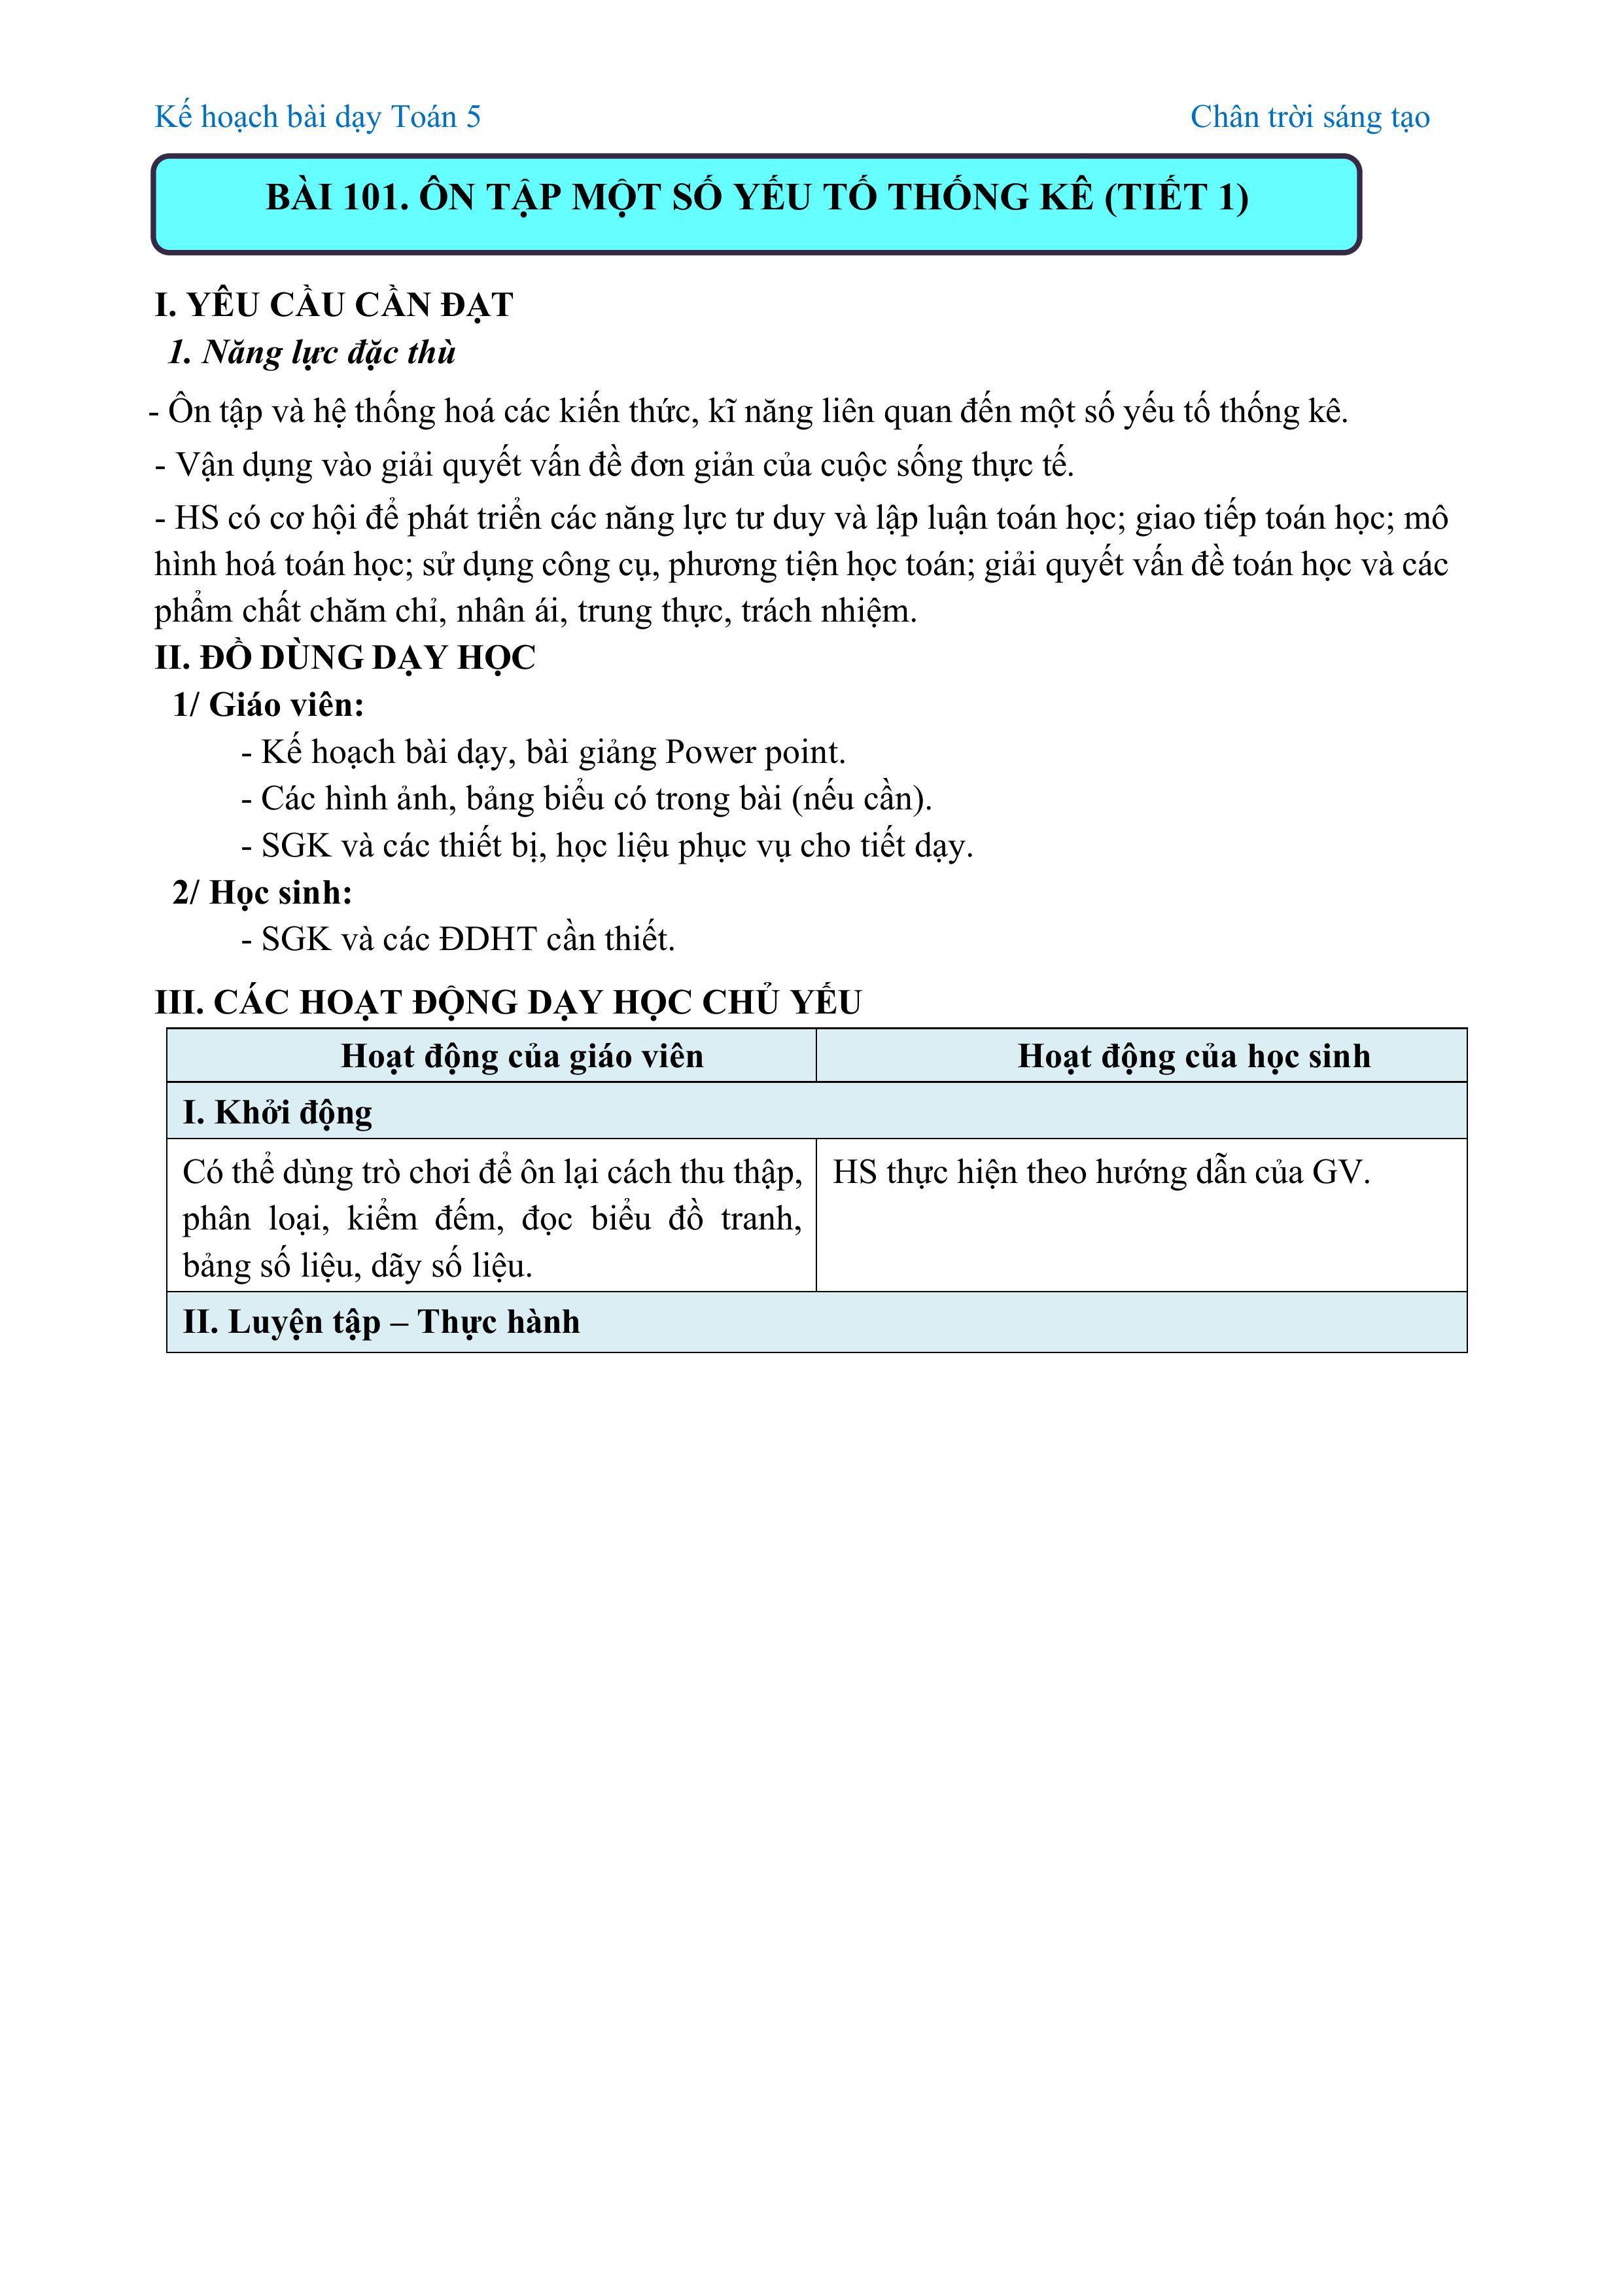 Kế hoạch bài dạy Toán 5 Chân trời sáng tạo
BÀI 101. ÔN TẬP MỘT SỐ YẾU TỐ THỐNG KÊ (TIẾT 1)
I. YÊU CẦU CẦN ĐẠT
1. Năng lực đặc thù
- Ôn tập và hệ thống hoá các kiến thức, kĩ năng liên quan đến một số yếu tố thống kê.
- Vận dụng vào giải quyết vấn đề đơn giản của cuộc sống thực tế.
- HS có cơ hội để phát triển các năng lực tư duy và lập luận toán học; giao tiếp toán học; mô
hình hoá toán học; sử dụng công cụ, phương tiện học toán; giải quyết vấn đề toán học và các
phẩm chất chăm chỉ, nhân ái, trung thực, trách nhiệm.
II. ĐỒ DÙNG DẠY HỌC
1/ Giáo viên:
- Kế hoạch bài dạy, bài giảng Power point.
- Các hình ảnh, bảng biểu có trong bài (nếu cần).
- SGK và các thiết bị, học liệu phục vụ cho tiết dạy.
2/ Học sinh:
- SGK và các ĐDHT cần thiết.
III. CÁC HOẠT ĐỘNG DẠY HỌC CHỦ YẾU
Hoạt động của giáo viên Hoạt động của học sinh
I. Khởi động
Có thể dùng trò chơi để ôn lại cách thu thập,
phân loại, kiểm đếm, đọc biểu đồ tranh,
bảng số liệu, dãy số liệu.
HS thực hiện theo hướng dẫn của GV.
II. Luyện tập – Thực hành